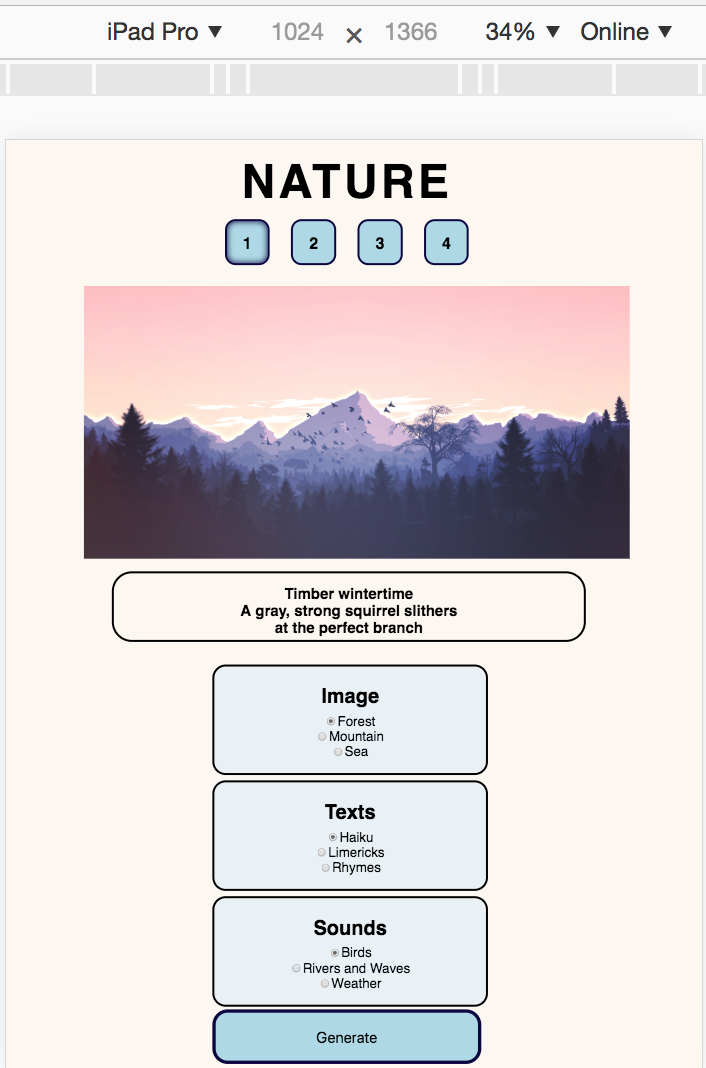 iPad Pro ▼ 1024 × 1366 34% ▼ Online ▼
NATURE
1 2 3 4
Timber wintertime
A gray, strong squirrel slithers
at the perfect branch
Image
Forest
Mountain
Sea
Texts
Haiku
Limericks
Rhymes
Sounds
Birds
Rivers and Waves
Weather
Generate